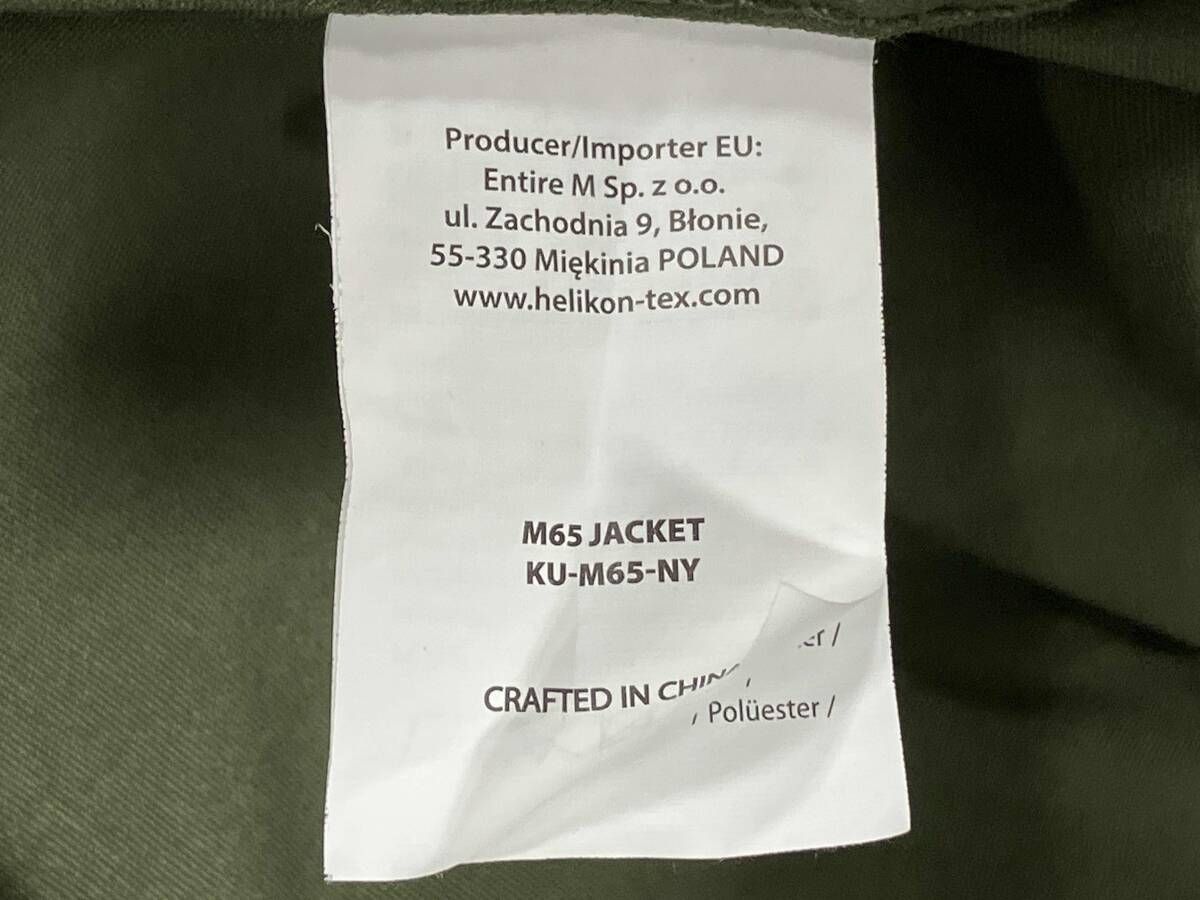 Producer/Importer EU:
Entire M Sp. z o.o.
ul. Zachodnia 9, Błonie,
55-330 Miękinia POLAND
www.helikon-tex.com
M65 JACKET
KU-M65-NY
/
CRAFTED IN CHINA
, Polüester /